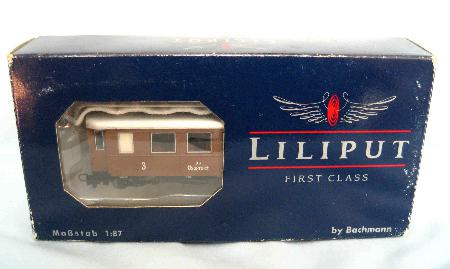 LILIPUT
FIRST CLASS
3
Maßstab 1:87
by Bachmann